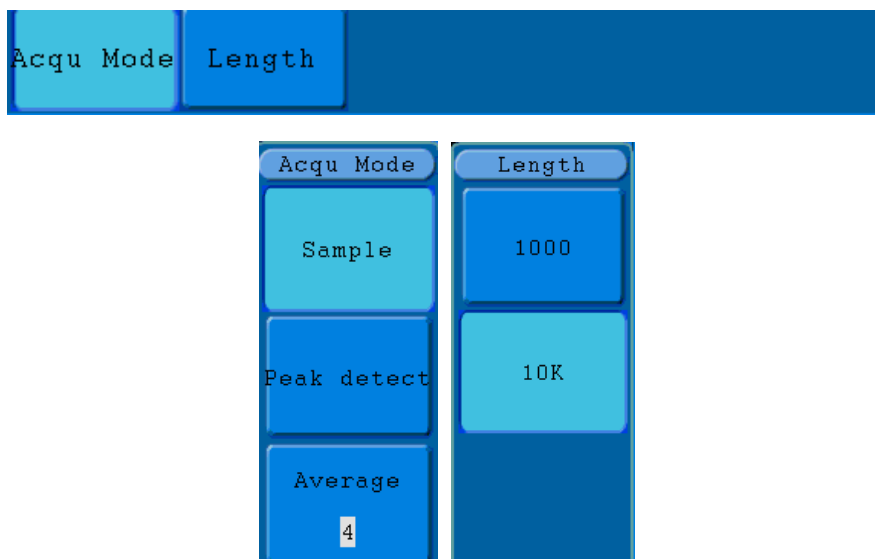 Acqu Mode
Length
Acqu Mode
Sample
Peak detect
Average
4
Length
1000
10K